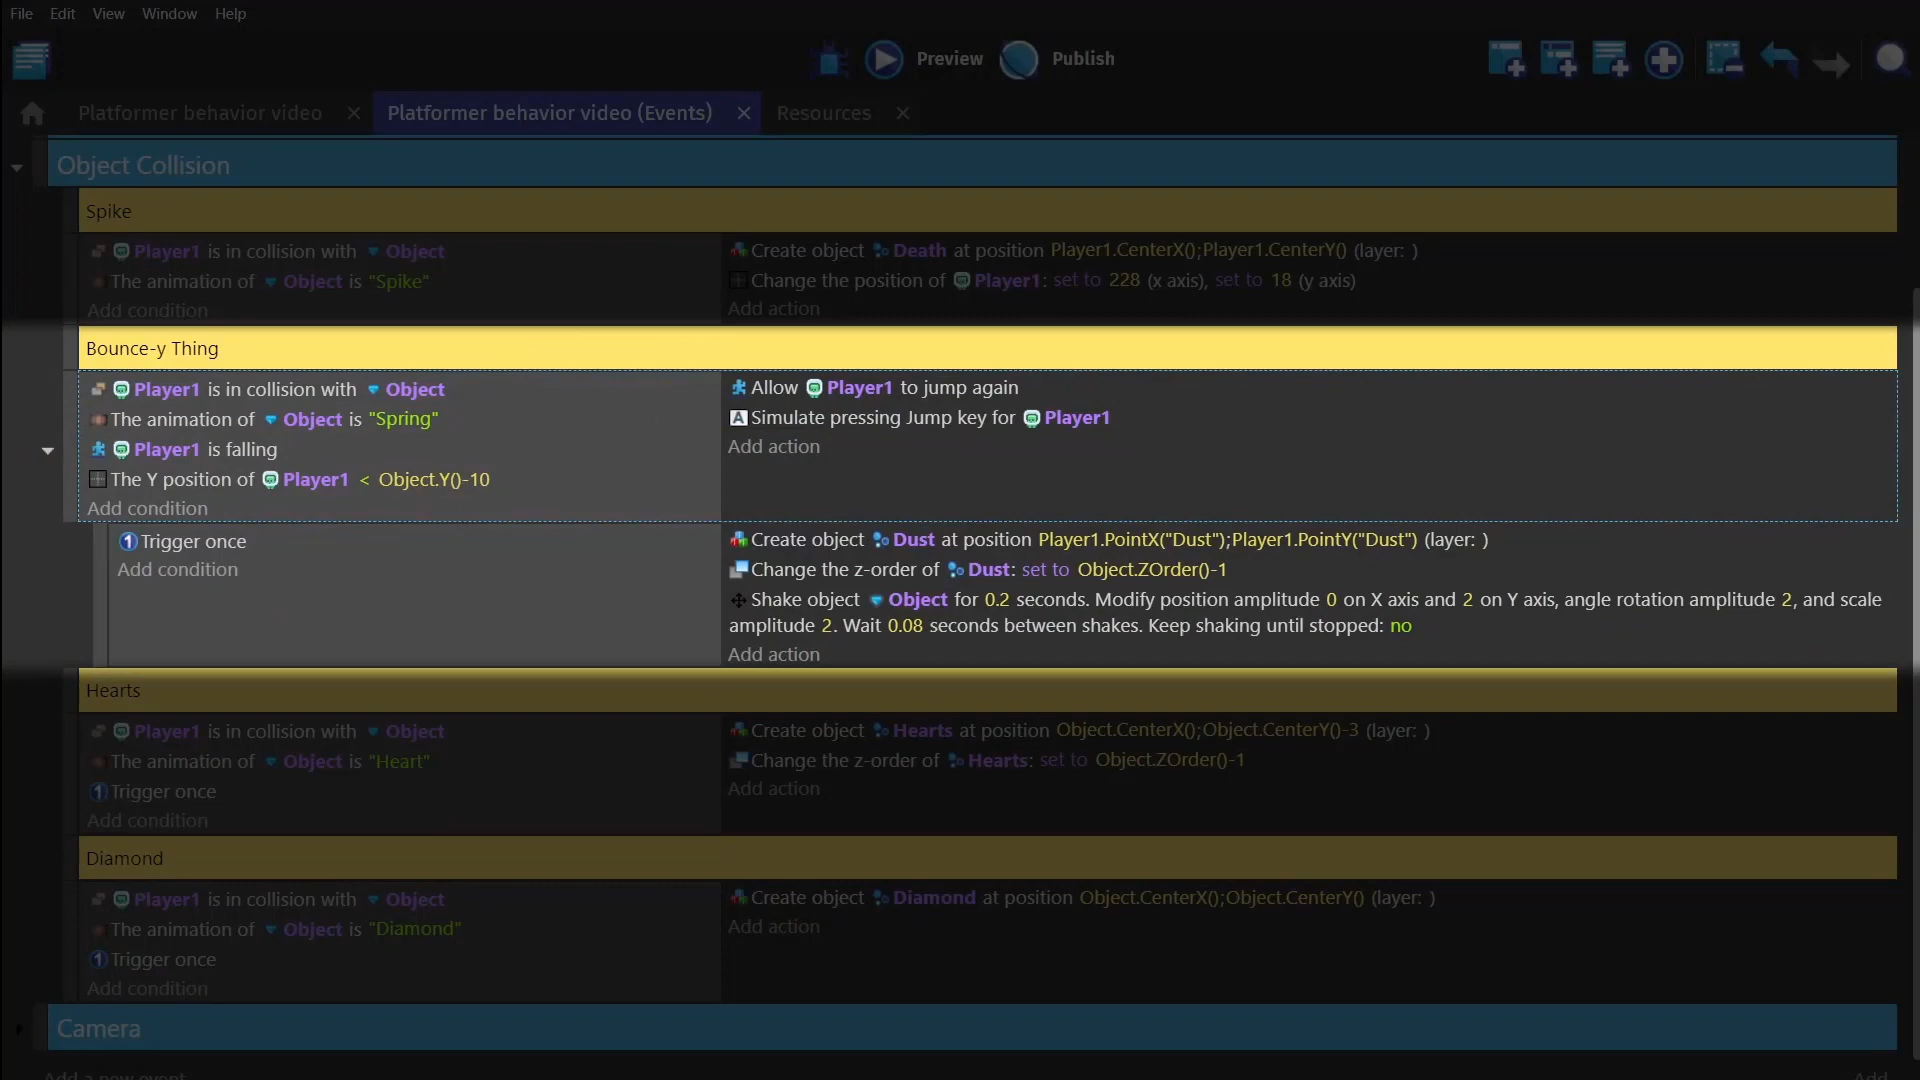 File Edit View Window Help
Preview Publish
Platformer behavior video Platformer behavior video (Events) Resources
Object Collision
Spike
Player1 is in collision with Object
The animation of Object is "Spike"
Add condition
Create object Death at position Player1.CenterX();Player1.CenterY() (layer: )
Change the position of Player1: set to 228 (x axis), set to 18 (y axis)
Add action
Bounce-y Thing
Player1 is in collision with Object
The animation of Object is "Spring"
Player1 is falling
The Y position of Player1 < Object.Y()-10
Add condition
Allow Player1 to jump again
A Simulate pressing Jump key for Player1
Add action
1 Trigger once
Add condition
Create object Dust at position Player1.PointX("Dust");Player1.PointY("Dust") (layer: )
Change the z-order of Dust: set to Object.ZOrder()-1
Shake object Object for 0.2 seconds. Modify position amplitude 0 on X axis and 2 on Y axis, angle rotation amplitude 2, and scale
amplitude 2. Wait 0.08 seconds between shakes. Keep shaking until stopped: no
Add action
Hearts
Player1 is in collision with Object
The animation of Object is "Heart"
1 Trigger once
Add condition
Create object Hearts at position Object.CenterX();Object.CenterY()-3 (layer: )
Change the z-order of Hearts: set to Object.ZOrder()-1
Add action
Diamond
Player1 is in collision with Object
The animation of Object is "Diamond"
1 Trigger once
Add condition
Create object Diamond at position Object.CenterX();Object.CenterY() (layer: )
Add action
Camera
Add a new event Add